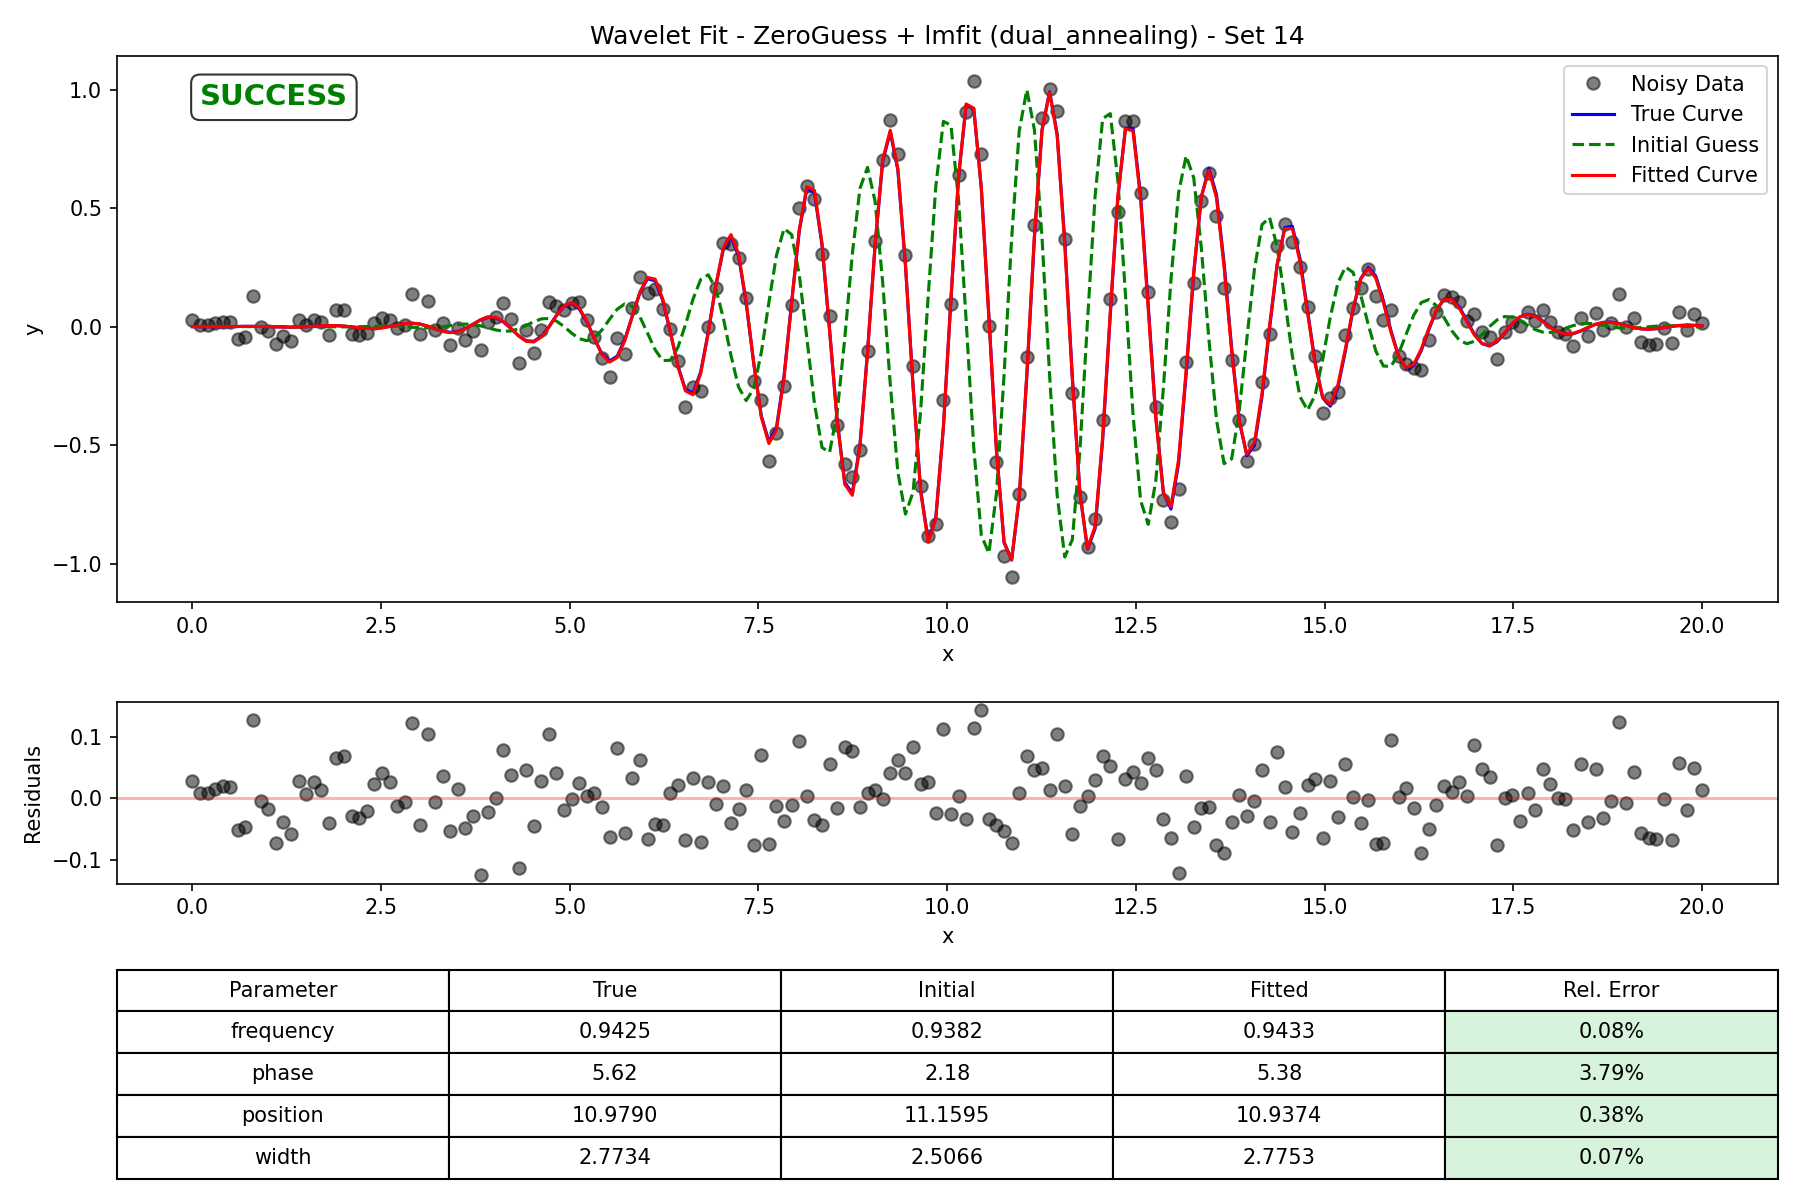 Wavelet Fit - ZeroGuess + lmfit (dual_annealing) - Set 14
SUCCESS
Noisy Data
True Curve
Initial Guess
Fitted Curve
y
1.0
0.5
0.0
−0.5
−1.0
0.0 2.5 5.0 7.5 10.0 12.5 15.0 17.5 20.0
x
Residuals
0.1
0.0
−0.1
0.0 2.5 5.0 7.5 10.0 12.5 15.0 17.5 20.0
x
Parameter True Initial Fitted Rel. Error
frequency 0.9425 0.9382 0.9433 0.08%
phase 5.62 2.18 5.38 3.79%
position 10.9790 11.1595 10.9374 0.38%
width 2.7734 2.5066 2.7753 0.07%